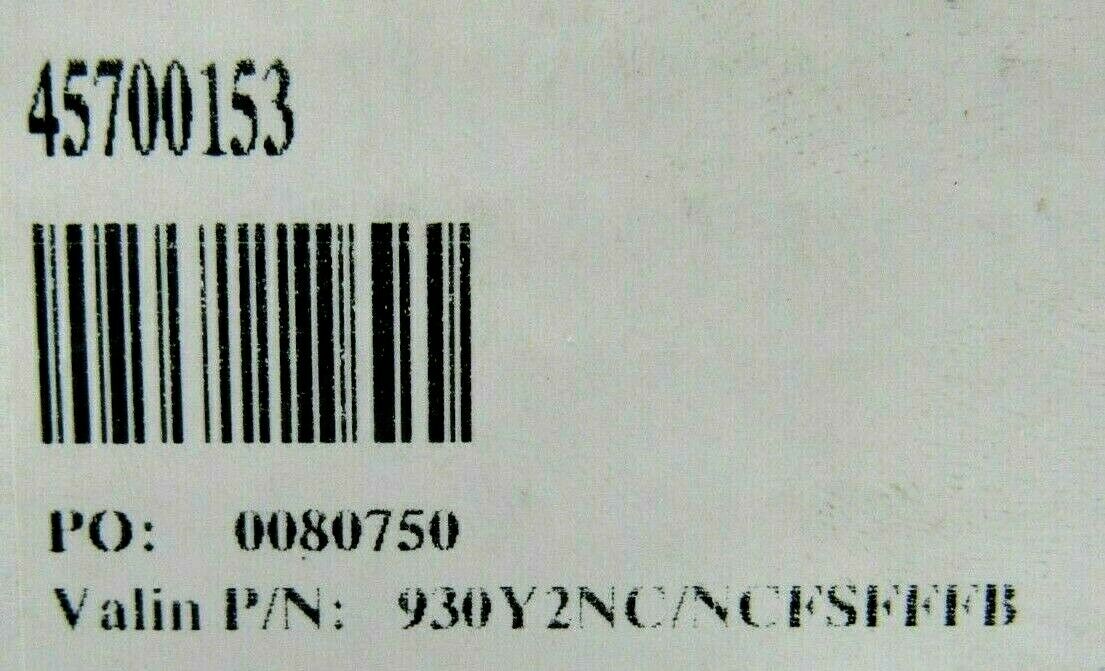 45700153
PO: 0080750
Valin P/N: 930Y2NC/NCFSFFFB